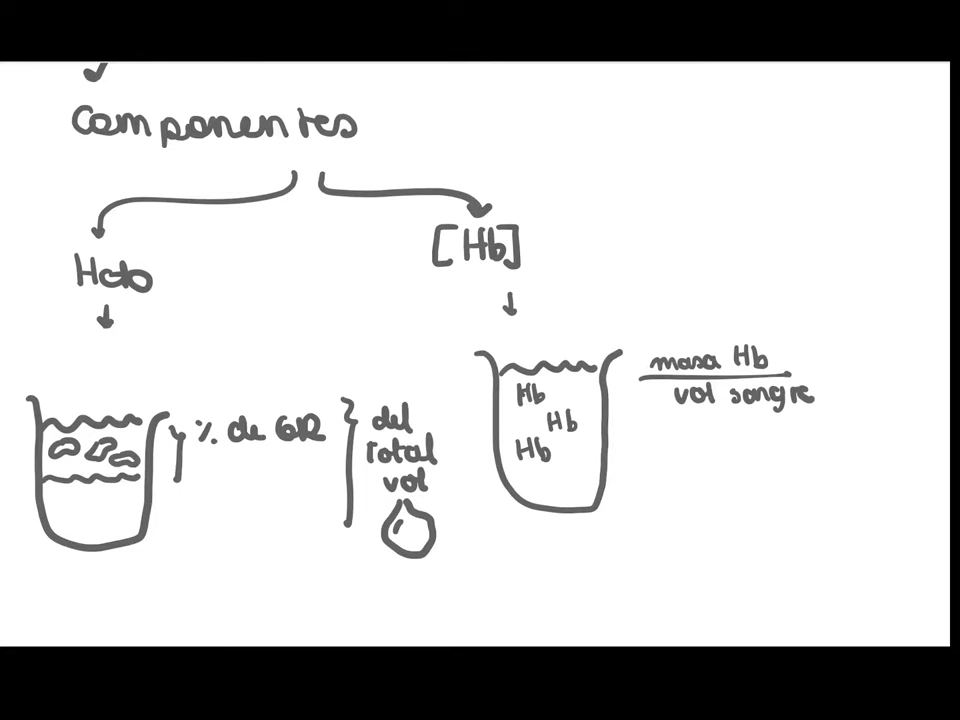 Componentes
Hcto
[Hb]
% de GR
del
total
vol
Hb
Hb
Hb
masa Hb
vol sangre